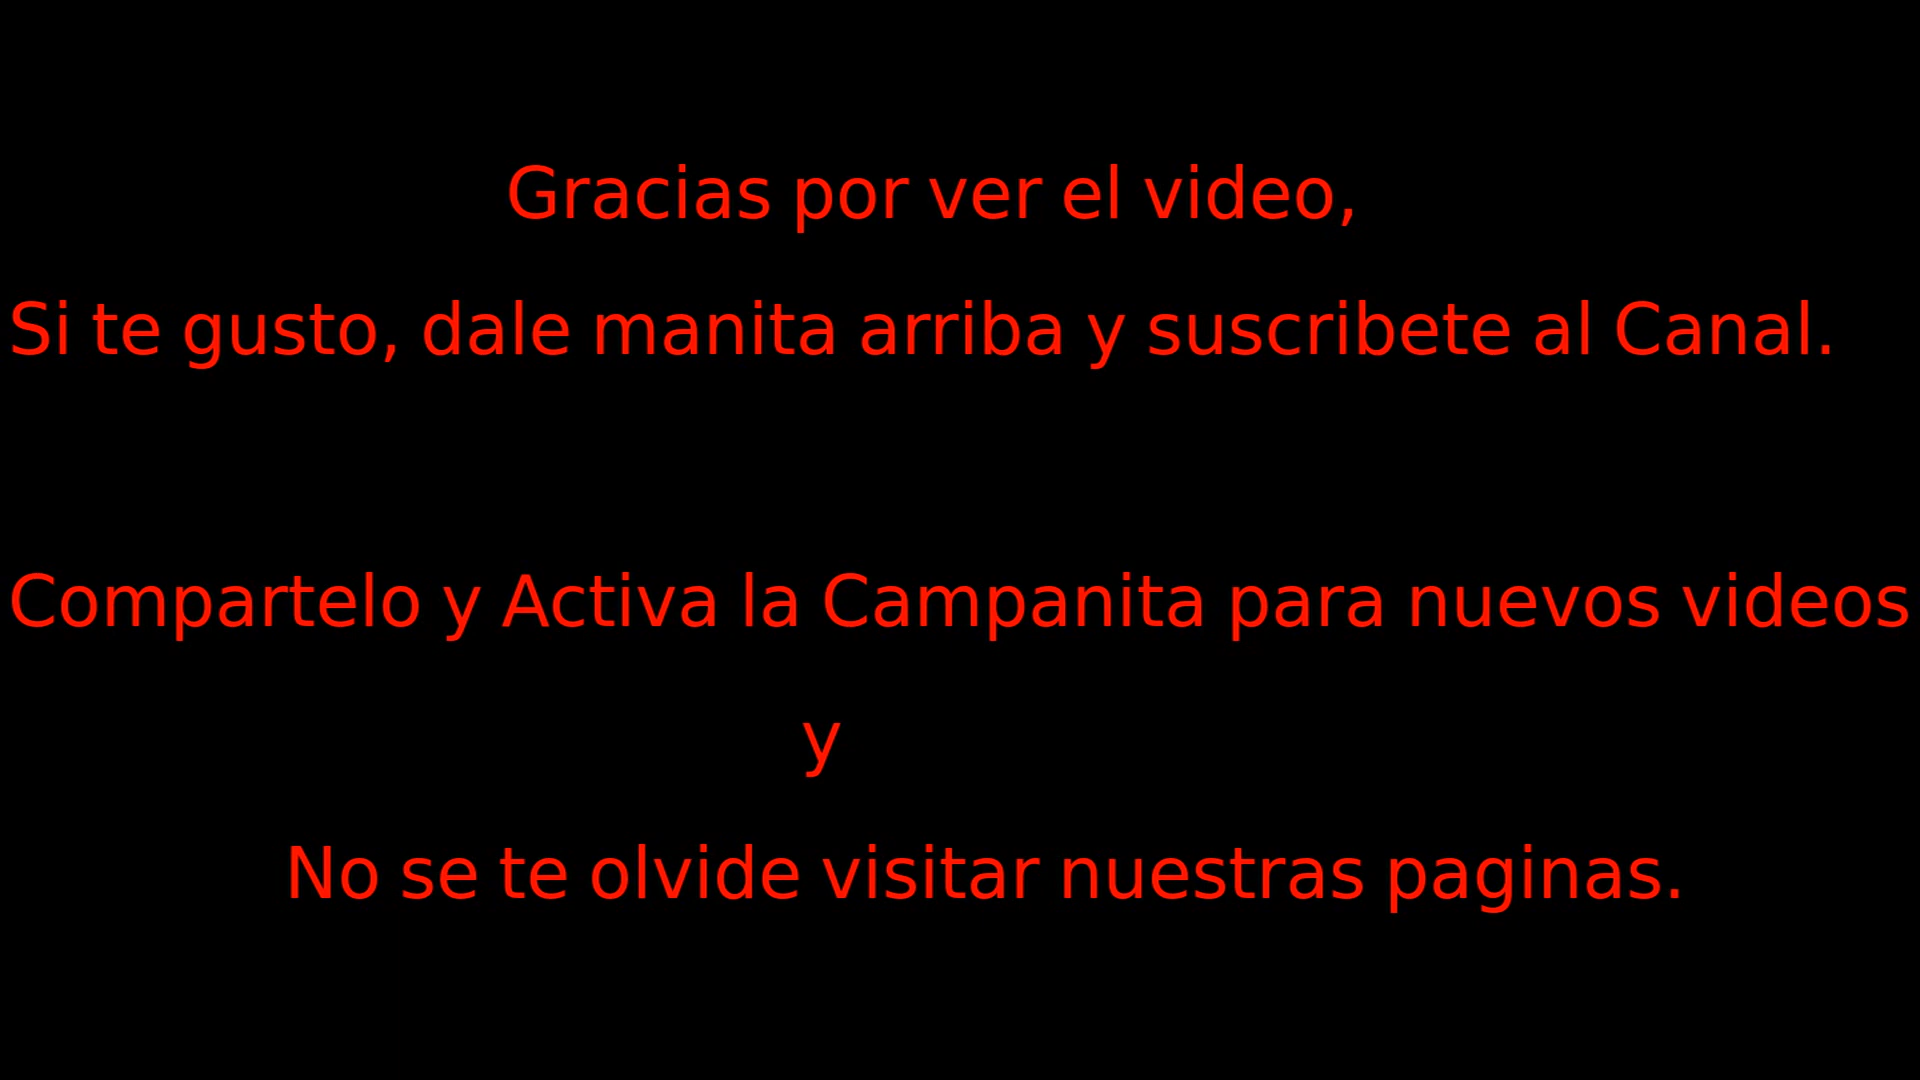 Gracias por ver el video,
Si te gusto, dale manita arriba y suscribete al Canal.
Compartelo y Activa la Campanita para nuevos videos
y
No se te olvide visitar nuestras paginas.